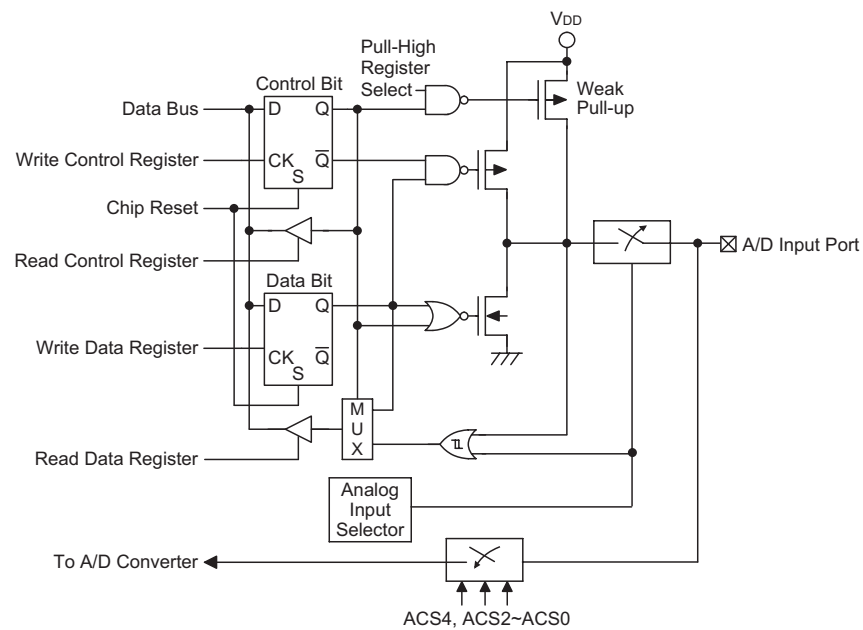 VDD
Pull-High
Register
Select
Control Bit
Weak
Pull-up
Data Bus
D
Q
Write Control Register
CK
Q̅
S
Chip Reset
Read Control Register
A/D Input Port
Data Bit
D
Q
Write Data Register
CK
Q̅
S
M
U
X
Read Data Register
Analog
Input
Selector
To A/D Converter
ACS4, ACS2~ACS0